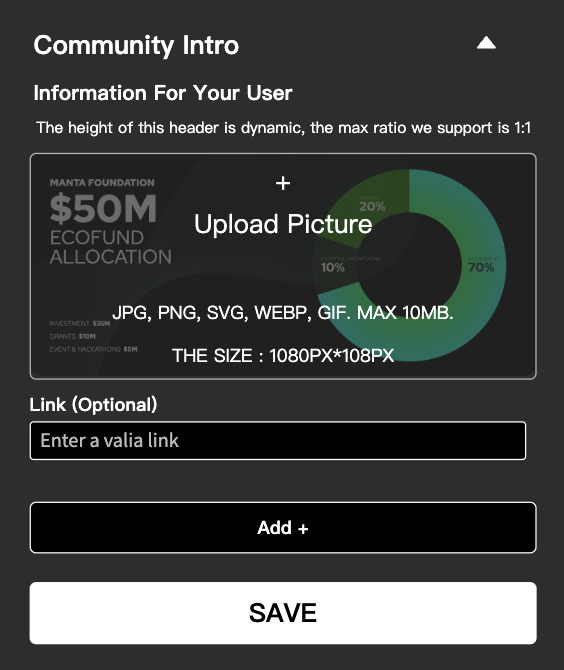 Community Intro
Information For Your User
The height of this header is dynamic, the max ratio we support is 1:1
MANTA FOUNDATION
$50M
ECOFUND
ALLOCATION
+
Upload Picture
20%
10%
70%
INVESTMENT $35M
GRANTS $10M
EVENT & HACKATHONS $5M
JPG, PNG, SVG, WEBP, GIF. MAX 10MB.
THE SIZE : 1080PX*108PX
Link (Optional)
Enter a valia link
Add +
SAVE